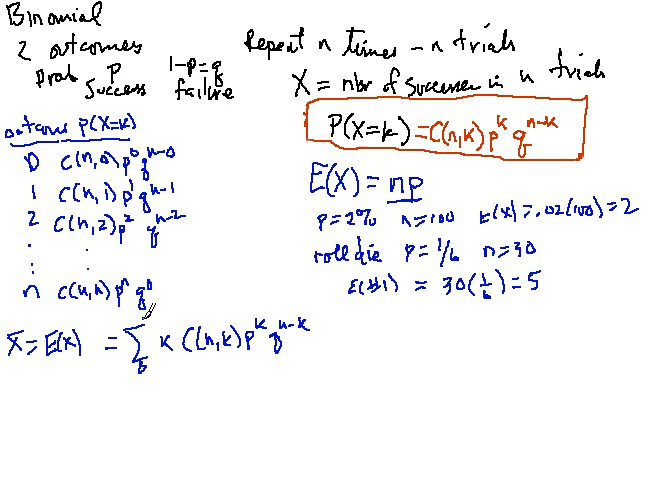 Binomial
2 outcomes
prob p success 1-p=q failure
Repeat n times - n trials
X = nbr of successes in n trials
P(X=k) = C(n,k) p^k q^{n-k}
outcome P(X=k)
0 C(n,0) p^0 q^{n-0}
1 C(n,1) p^1 q^{n-1}
2 C(n,2) p^2 q^{n-2}
. .
: :
n C(n,n) p^n q^0
E(X) = np
p=2% n=100 E(X)=.02(100)=2
roll die p=1/6 n=30
E(#1) = 30(1/6)=5
x̄ = E(X) = ∑_k k C(n,k) p^k q^{n-k}